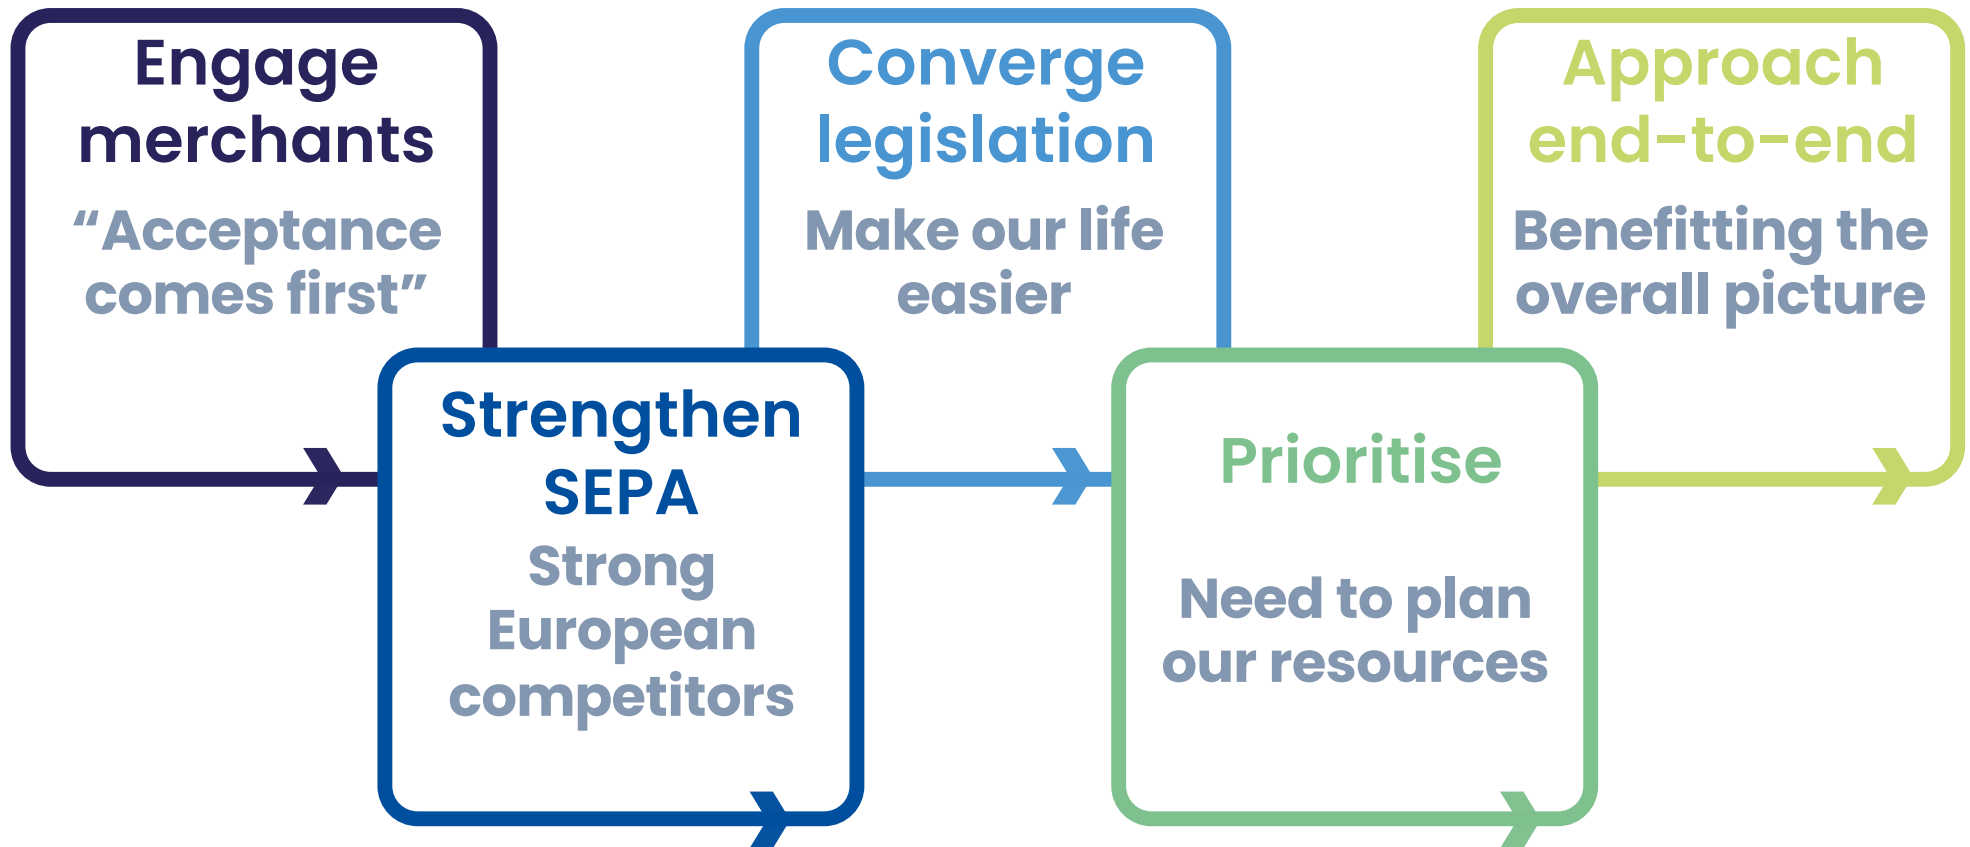 Engage
merchants
“Acceptance
comes first”
Strengthen
SEPA
Strong
European
competitors
Converge
legislation
Make our life
easier
Prioritise
Need to plan
our resources
Approach
end-to-end
Benefitting the
overall picture